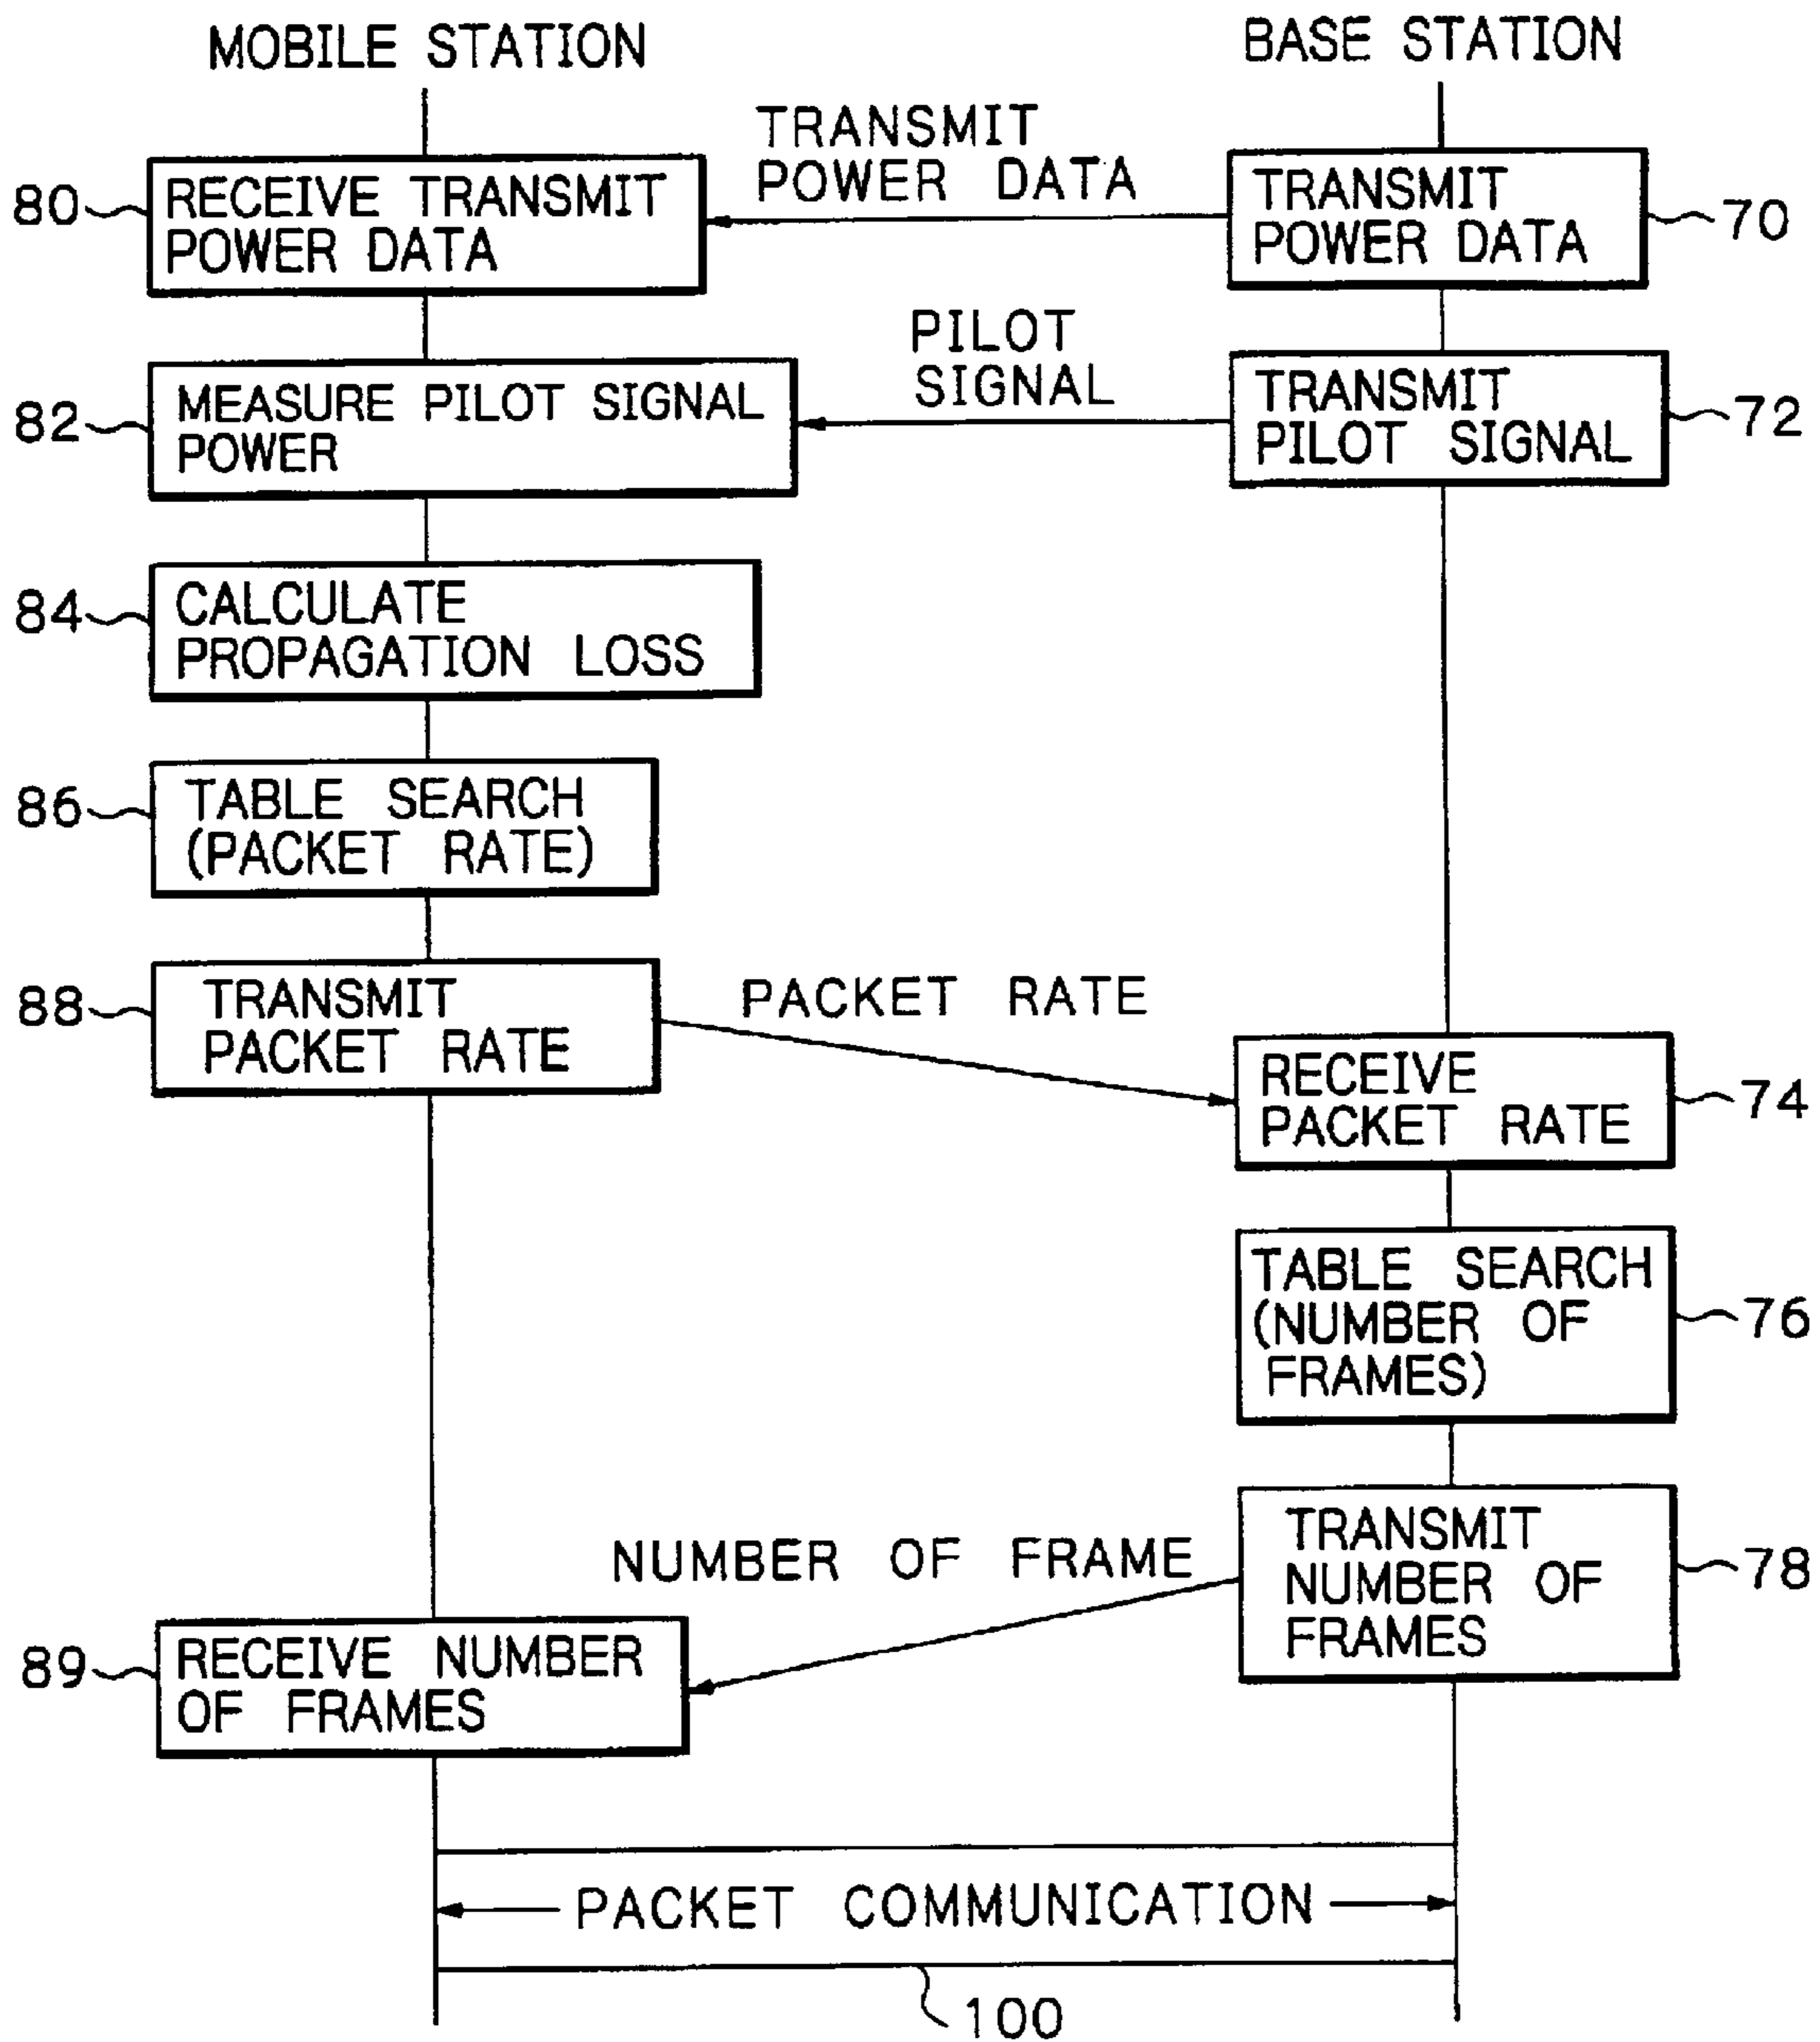 MOBILE STATION
BASE STATION
TRANSMIT
POWER DATA
80
RECEIVE TRANSMIT
POWER DATA
TRANSMIT
POWER DATA
70
PILOT
SIGNAL
82
MEASURE PILOT SIGNAL
POWER
TRANSMIT
PILOT SIGNAL
72
84
CALCULATE
PROPAGATION LOSS
86
TABLE SEARCH
(PACKET RATE)
88
TRANSMIT
PACKET RATE
PACKET RATE
RECEIVE
PACKET RATE
74
TABLE SEARCH
(NUMBER OF
FRAMES)
76
NUMBER OF FRAME
TRANSMIT
NUMBER OF
FRAMES
78
89
RECEIVE NUMBER
OF FRAMES
PACKET COMMUNICATION
100